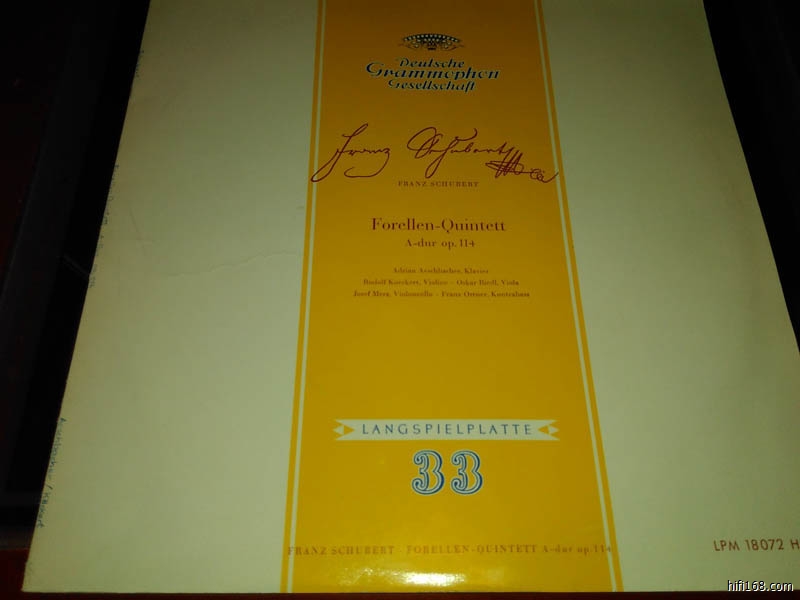 Deutsche
Grammophon
Gesellschaft
Franz Schubert
FRANZ SCHUBERT
Forellen-Quintett
A-dur op. 114
Adrian Aeschbacher, Klavier
Rudolf Koeckert, Violine - Oskar Riedl, Viola
Josef Merz, Violoncello - Franz Ortner, Kontrabass
LANGSPIELPLATTE
33
FRANZ SCHUBERT · FORELLEN-QUINTETT A-dur op. 114
LPM 18072 H
hifi168.com